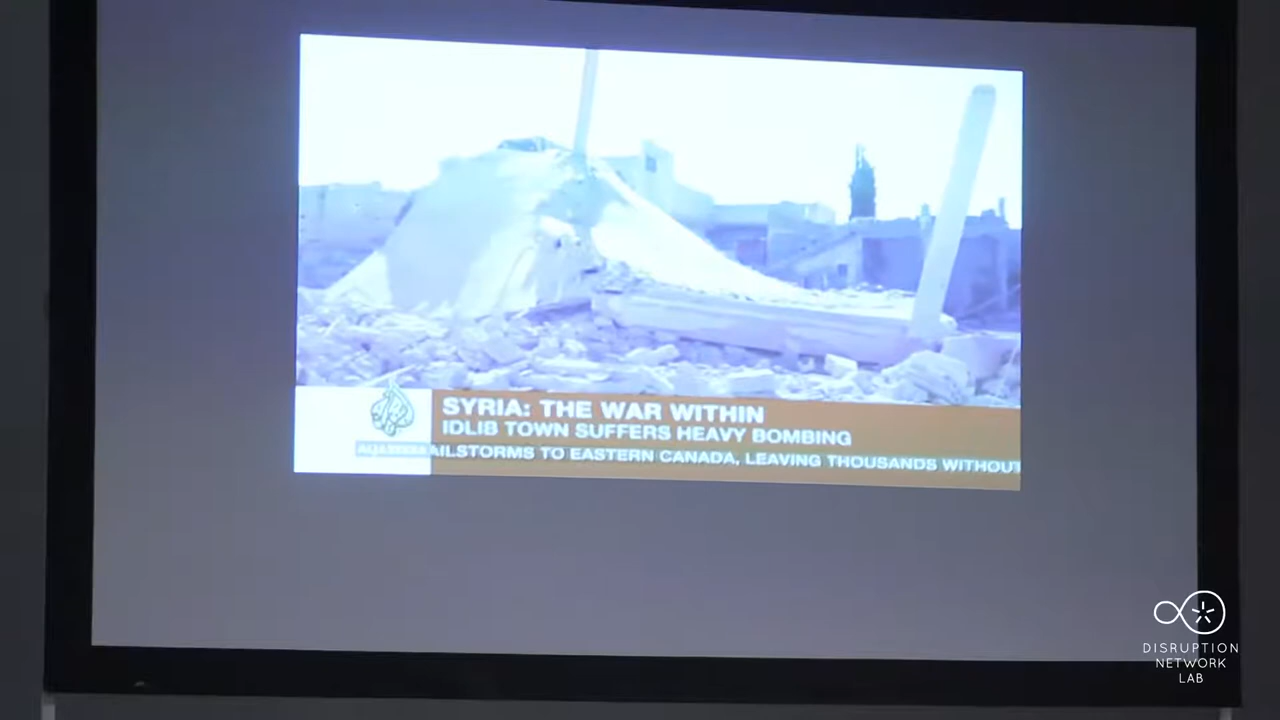 SYRIA: THE WAR WITHIN
IDLIB TOWN SUFFERS HEAVY BOMBING
ALJAZEERA
AILSTORMS TO EASTERN CANADA, LEAVING THOUSANDS WITHOUT
DISRUPTION
NETWORK
LAB